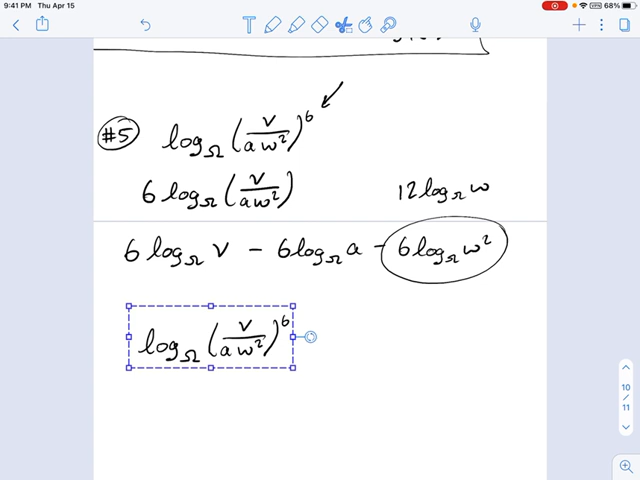 9:41 PM Thu Apr 15
VPN 68%
T
#5 log_Ω (v/aw²)⁶
6 log_Ω (v/aw²)
12 log_Ω w
6 log_Ω v − 6 log_Ω a − 6 log_Ω w²
log_Ω (v/aw²)⁶
10
/
11